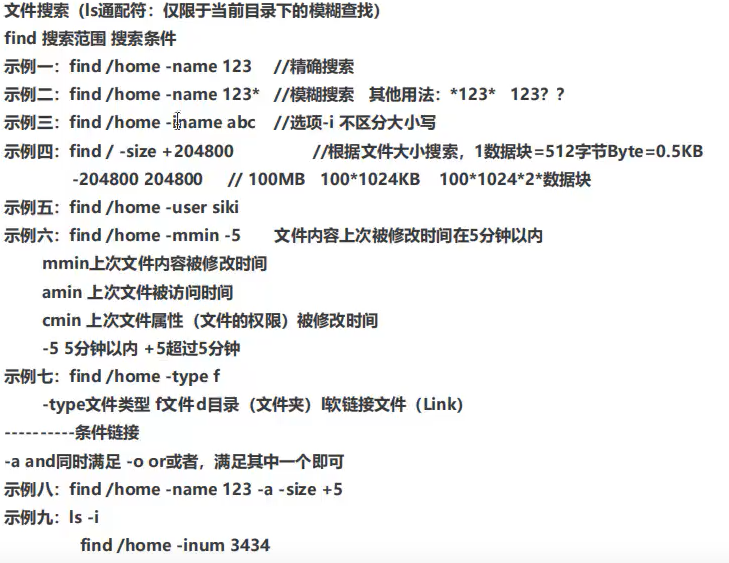 文件搜索（ls通配符：仅限于当前目录下的模糊查找）
find 搜索范围 搜索条件
示例一：find /home -name 123 //精确搜索
示例二：find /home -name 123* //模糊搜索 其他用法：*123* 123？？
示例三：find /home -iname abc //选项-i 不区分大小写
示例四：find / -size +204800 //根据文件大小搜索，1数据块=512字节Byte=0.5KB
-204800 204800 // 100MB 100*1024KB 100*1024*2*数据块
示例五：find /home -user siki
示例六：find /home -mmin -5 文件内容上次被修改时间在5分钟以内
mmin上次文件内容被修改时间
amin 上次文件被访问时间
cmin 上次文件属性（文件的权限）被修改时间
-5 5分钟以内 +5超过5分钟
示例七：find /home -type f
-type文件类型 f文件d目录（文件夹）l软链接文件（Link）
----------条件链接
-a and同时满足 -o or或者，满足其中一个即可
示例八：find /home -name 123 -a -size +5
示例九：ls -i
find /home -inum 3434